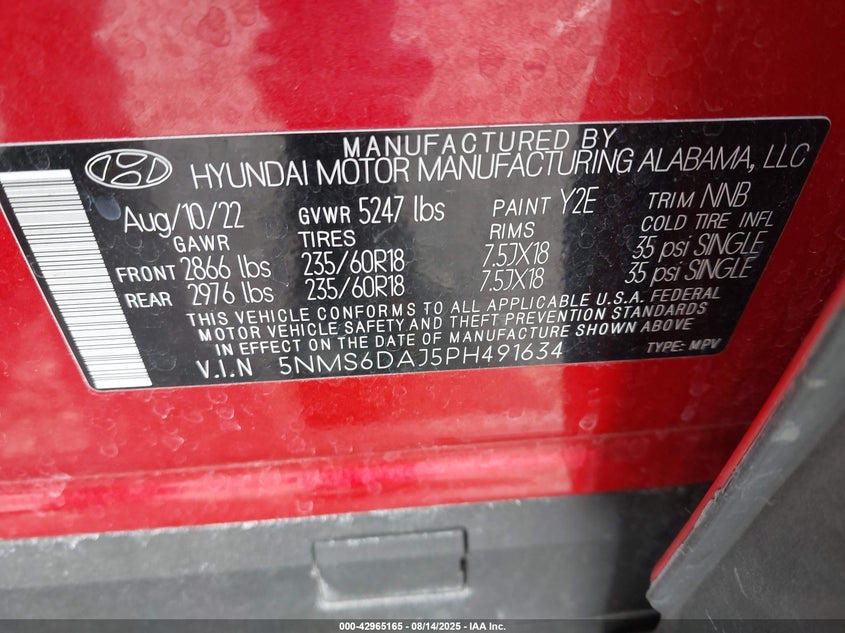 MANUFACTURED BY
HYUNDAI MOTOR MANUFACTURING ALABAMA, LLC
Aug/10/22 GVWR 5247 lbs PAINT Y2E TRIM NNB
GAWR TIRES RIMS COLD TIRE INFL
FRONT 2866 lbs 235/60R18 7.5JX18 35 psi SINGLE
REAR 2976 lbs 235/60R18 7.5JX18 35 psi SINGLE
THIS VEHICLE CONFORMS TO ALL APPLICABLE U.S.A. FEDERAL
MOTOR VEHICLE SAFETY AND THEFT PREVENTION STANDARDS
IN EFFECT ON THE DATE OF MANUFACTURE SHOWN ABOVE
V.I.N 5NMS6DAJ5PH491634 TYPE: MPV
000-42965165 - 08/14/2025 - IAA Inc.